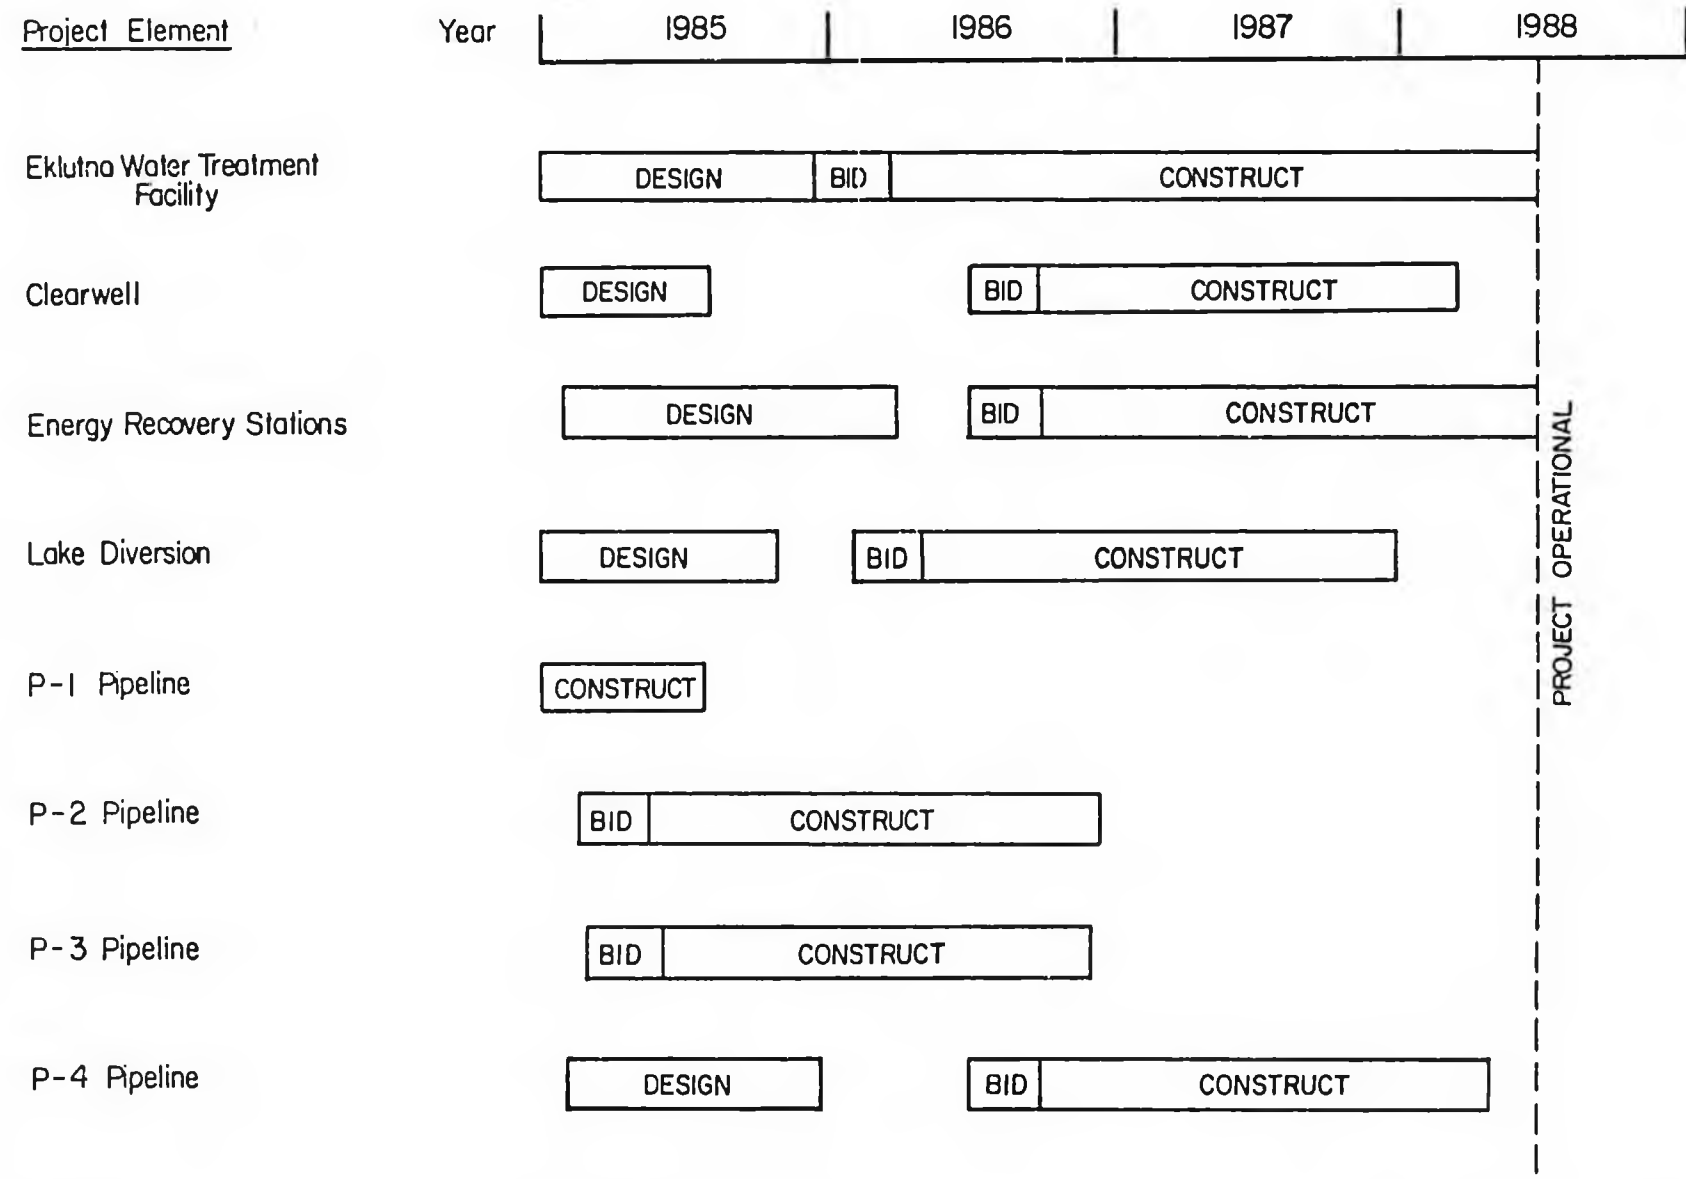 Project Element Year 1985 1986 1987 1988
Eklutna Water Treatment
Facility
DESIGN BID CONSTRUCT
Clearwell DESIGN BID CONSTRUCT
Energy Recovery Stations DESIGN BID CONSTRUCT
PROJECT OPERATIONAL
Lake Diversion DESIGN BID CONSTRUCT
P-1 Pipeline CONSTRUCT
P-2 Pipeline BID CONSTRUCT
P-3 Pipeline BID CONSTRUCT
P-4 Pipeline DESIGN BID CONSTRUCT